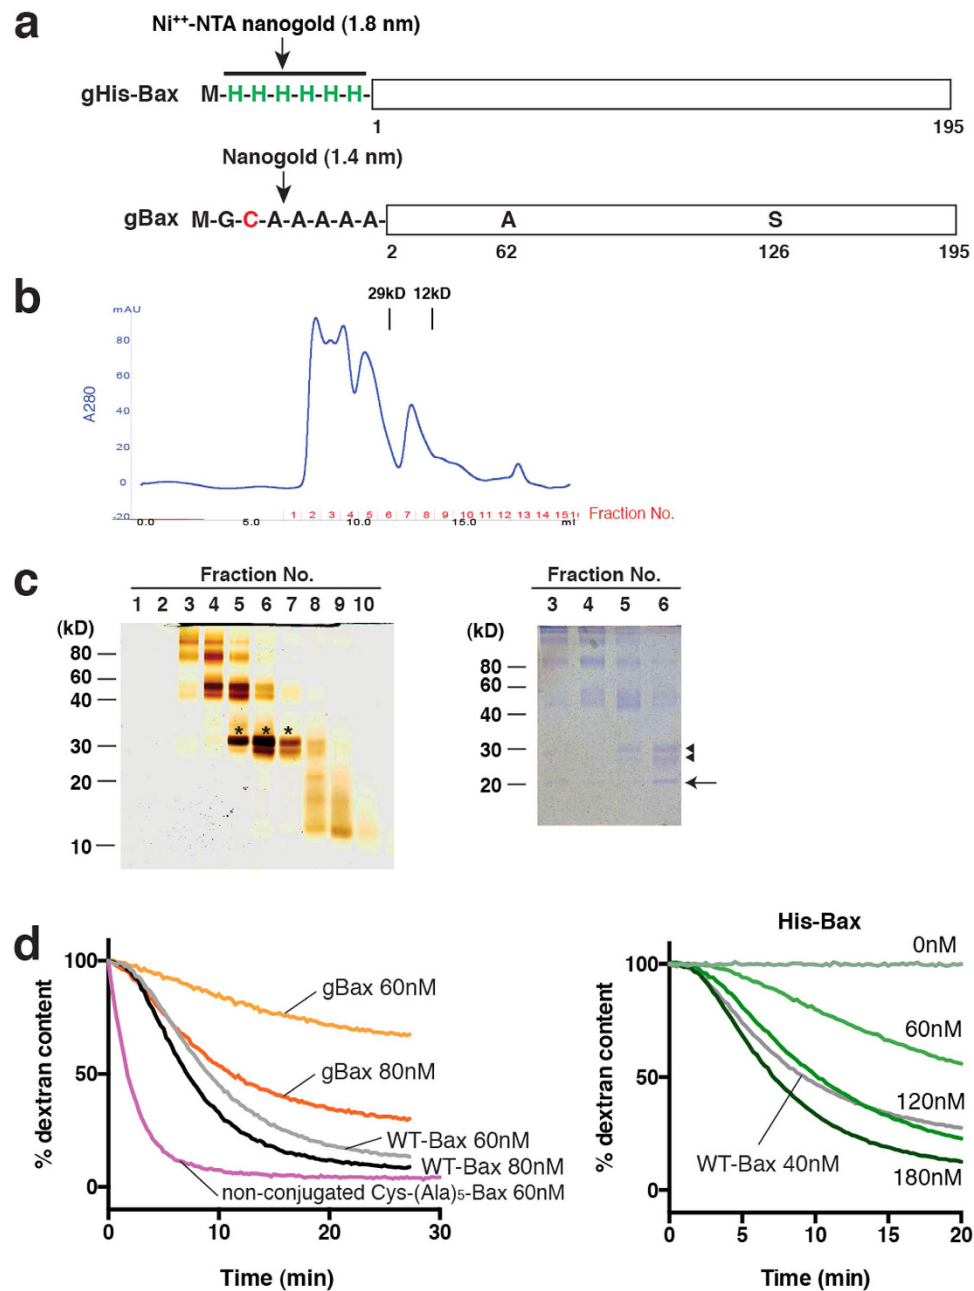 a
Ni++-NTA nanogold (1.8 nm)
gHis-Bax M-H-H-H-H-H-H-
1 195
Nanogold (1.4 nm)
gBax M-G-C-A-A-A-A-A- A S
2 62 126 195
b
29kD 12kD
mAU
80
60
40
20
0
-20
A280
1 2 3 4 5 6 7 8 9 10 11 12 13 14 15 Fraction No.
0.0 5.0 10.0 15.0 ml
c
Fraction No.
1 2 3 4 5 6 7 8 9 10
(kD)
80
60
40
30
20
10
* * *
Fraction No.
3 4 5 6
(kD)
80
60
40
30
20
d
% dextran content
100
50
0
gBax 60nM
gBax 80nM
WT-Bax 60nM
WT-Bax 80nM
non-conjugated Cys-(Ala)5-Bax 60nM
0 10 20 30
Time (min)
His-Bax
% dextran content
100
50
0
0nM
60nM
120nM
WT-Bax 40nM
180nM
0 5 10 15 20
Time (min)